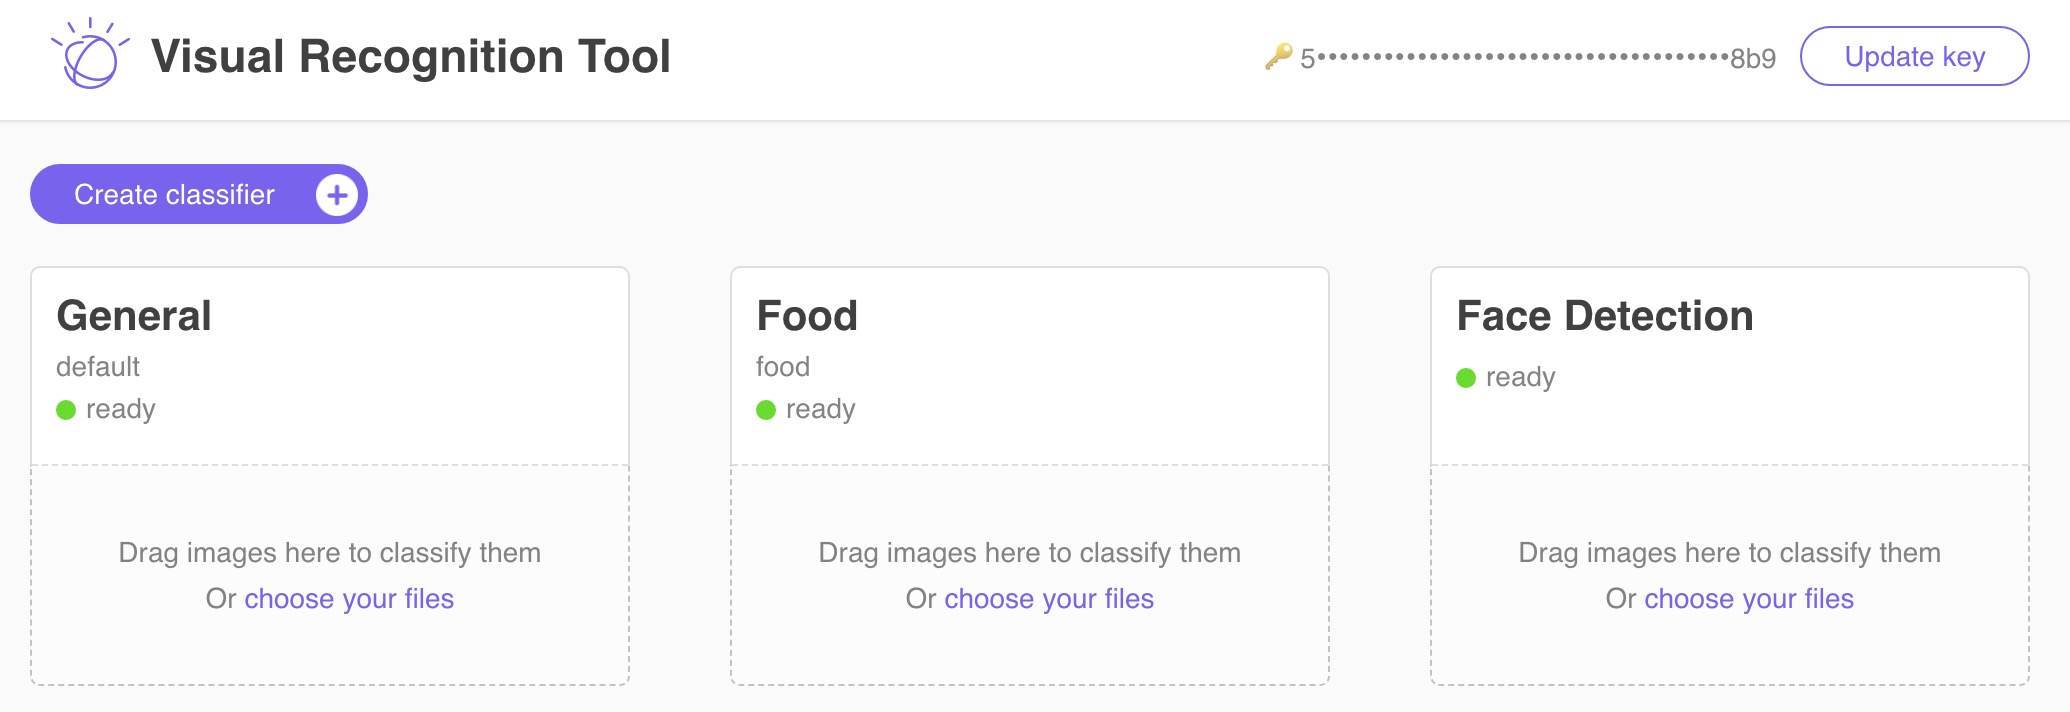 Visual Recognition Tool
5•••••••••••••••••••••••••••••••••••••8b9
Update key
Create classifier
General
default
ready
Drag images here to classify them
Or choose your files
Food
food
ready
Drag images here to classify them
Or choose your files
Face Detection
ready
Drag images here to classify them
Or choose your files